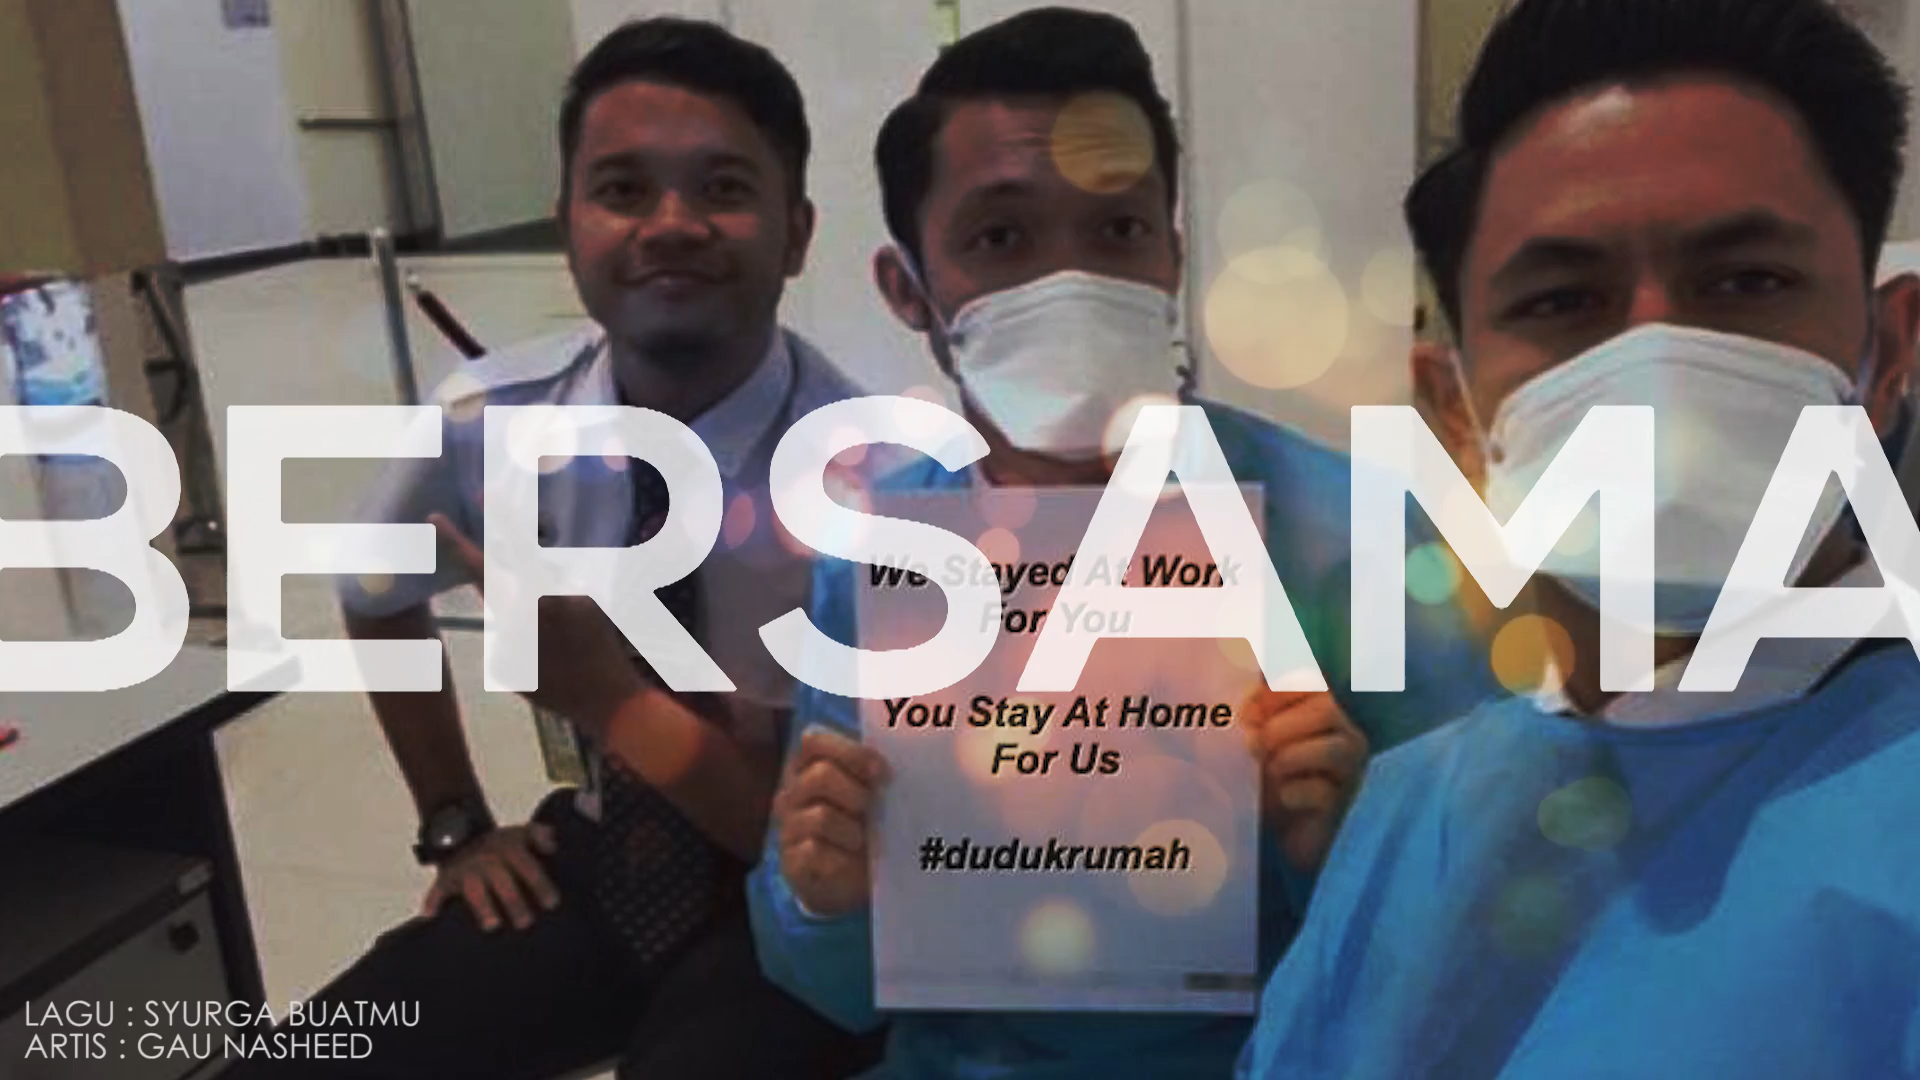 BERSAMA
We Stayed At Work
For You
You Stay At Home
For Us
#dudukrumah
LAGU : SYURGA BUATMU
ARTIS : GAU NASHEED